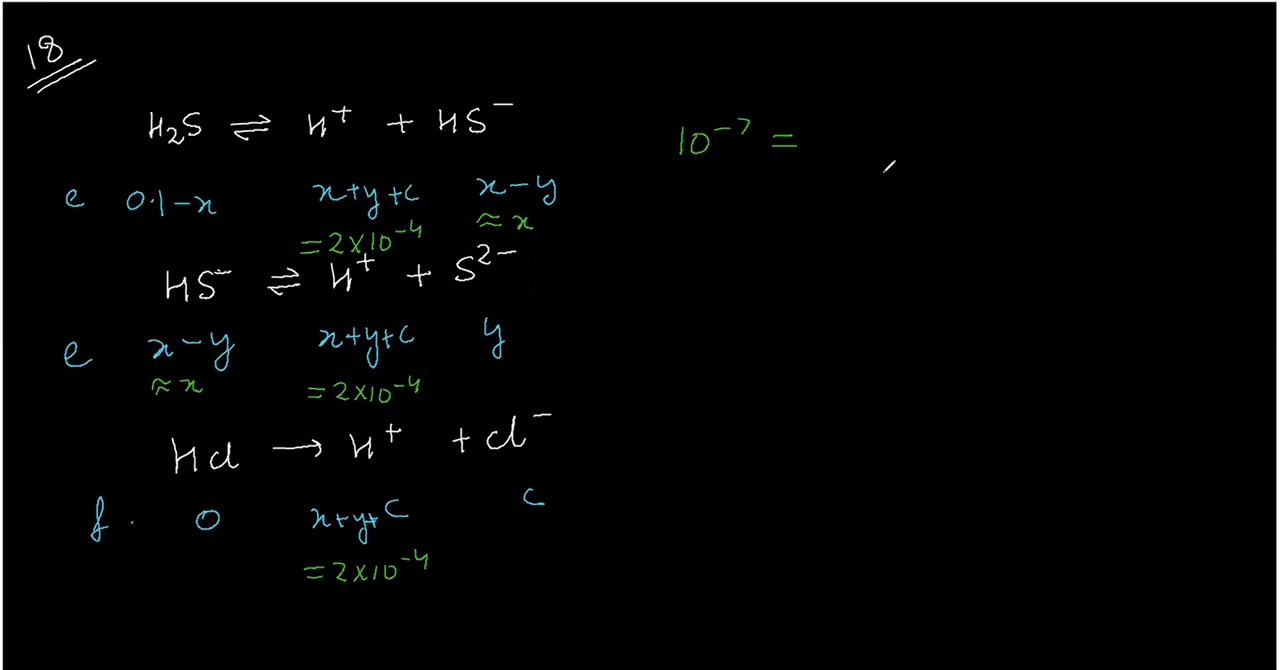 18
H₂S ⇌ H⁺ + HS⁻
10⁻⁷ =
e 0.1-x x+y+c x-y
= 2×10⁻⁴ ≈ x
HS⁻ ⇌ H⁺ + S²⁻
e x-y x+y+c y
≈ x = 2×10⁻⁴
HCl → H⁺ + Cl⁻
f. 0 x+y+c c
= 2×10⁻⁴